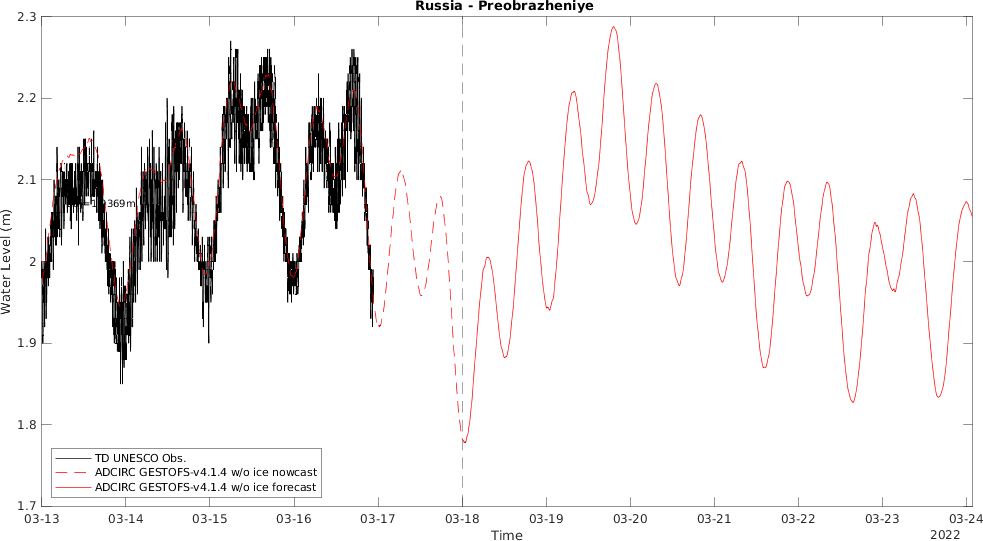 Russia - Preobrazheniye
2.3
2.2
2.1
2
1.9
1.8
1.7
Water Level (m)
369m
TD UNESCO Obs.
ADCIRC GESTOFS-v4.1.4 w/o ice nowcast
ADCIRC GESTOFS-v4.1.4 w/o ice forecast
03-13 03-14 03-15 03-16 03-17 03-18 03-19 03-20 03-21 03-22 03-23 03-24
Time
2022